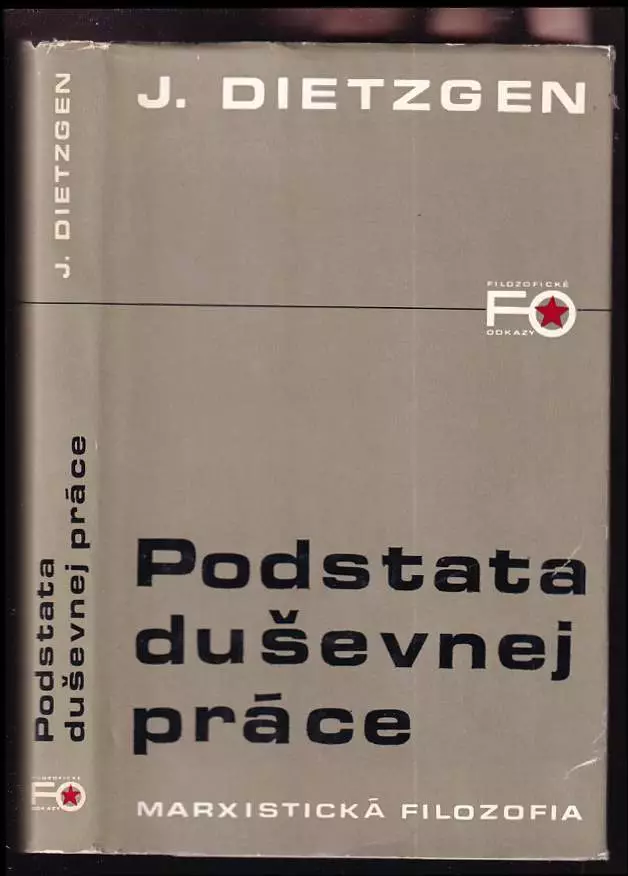 J. DIETZGEN
FILOZOFICKÉ
FO
ODKAZY
Podstata
duševnej
práce
MARXISTICKÁ FILOZOFIA
J. DIETZGEN
Podstata
duševnej práce
FILOZOFICKÉ
FO
ODKAZY